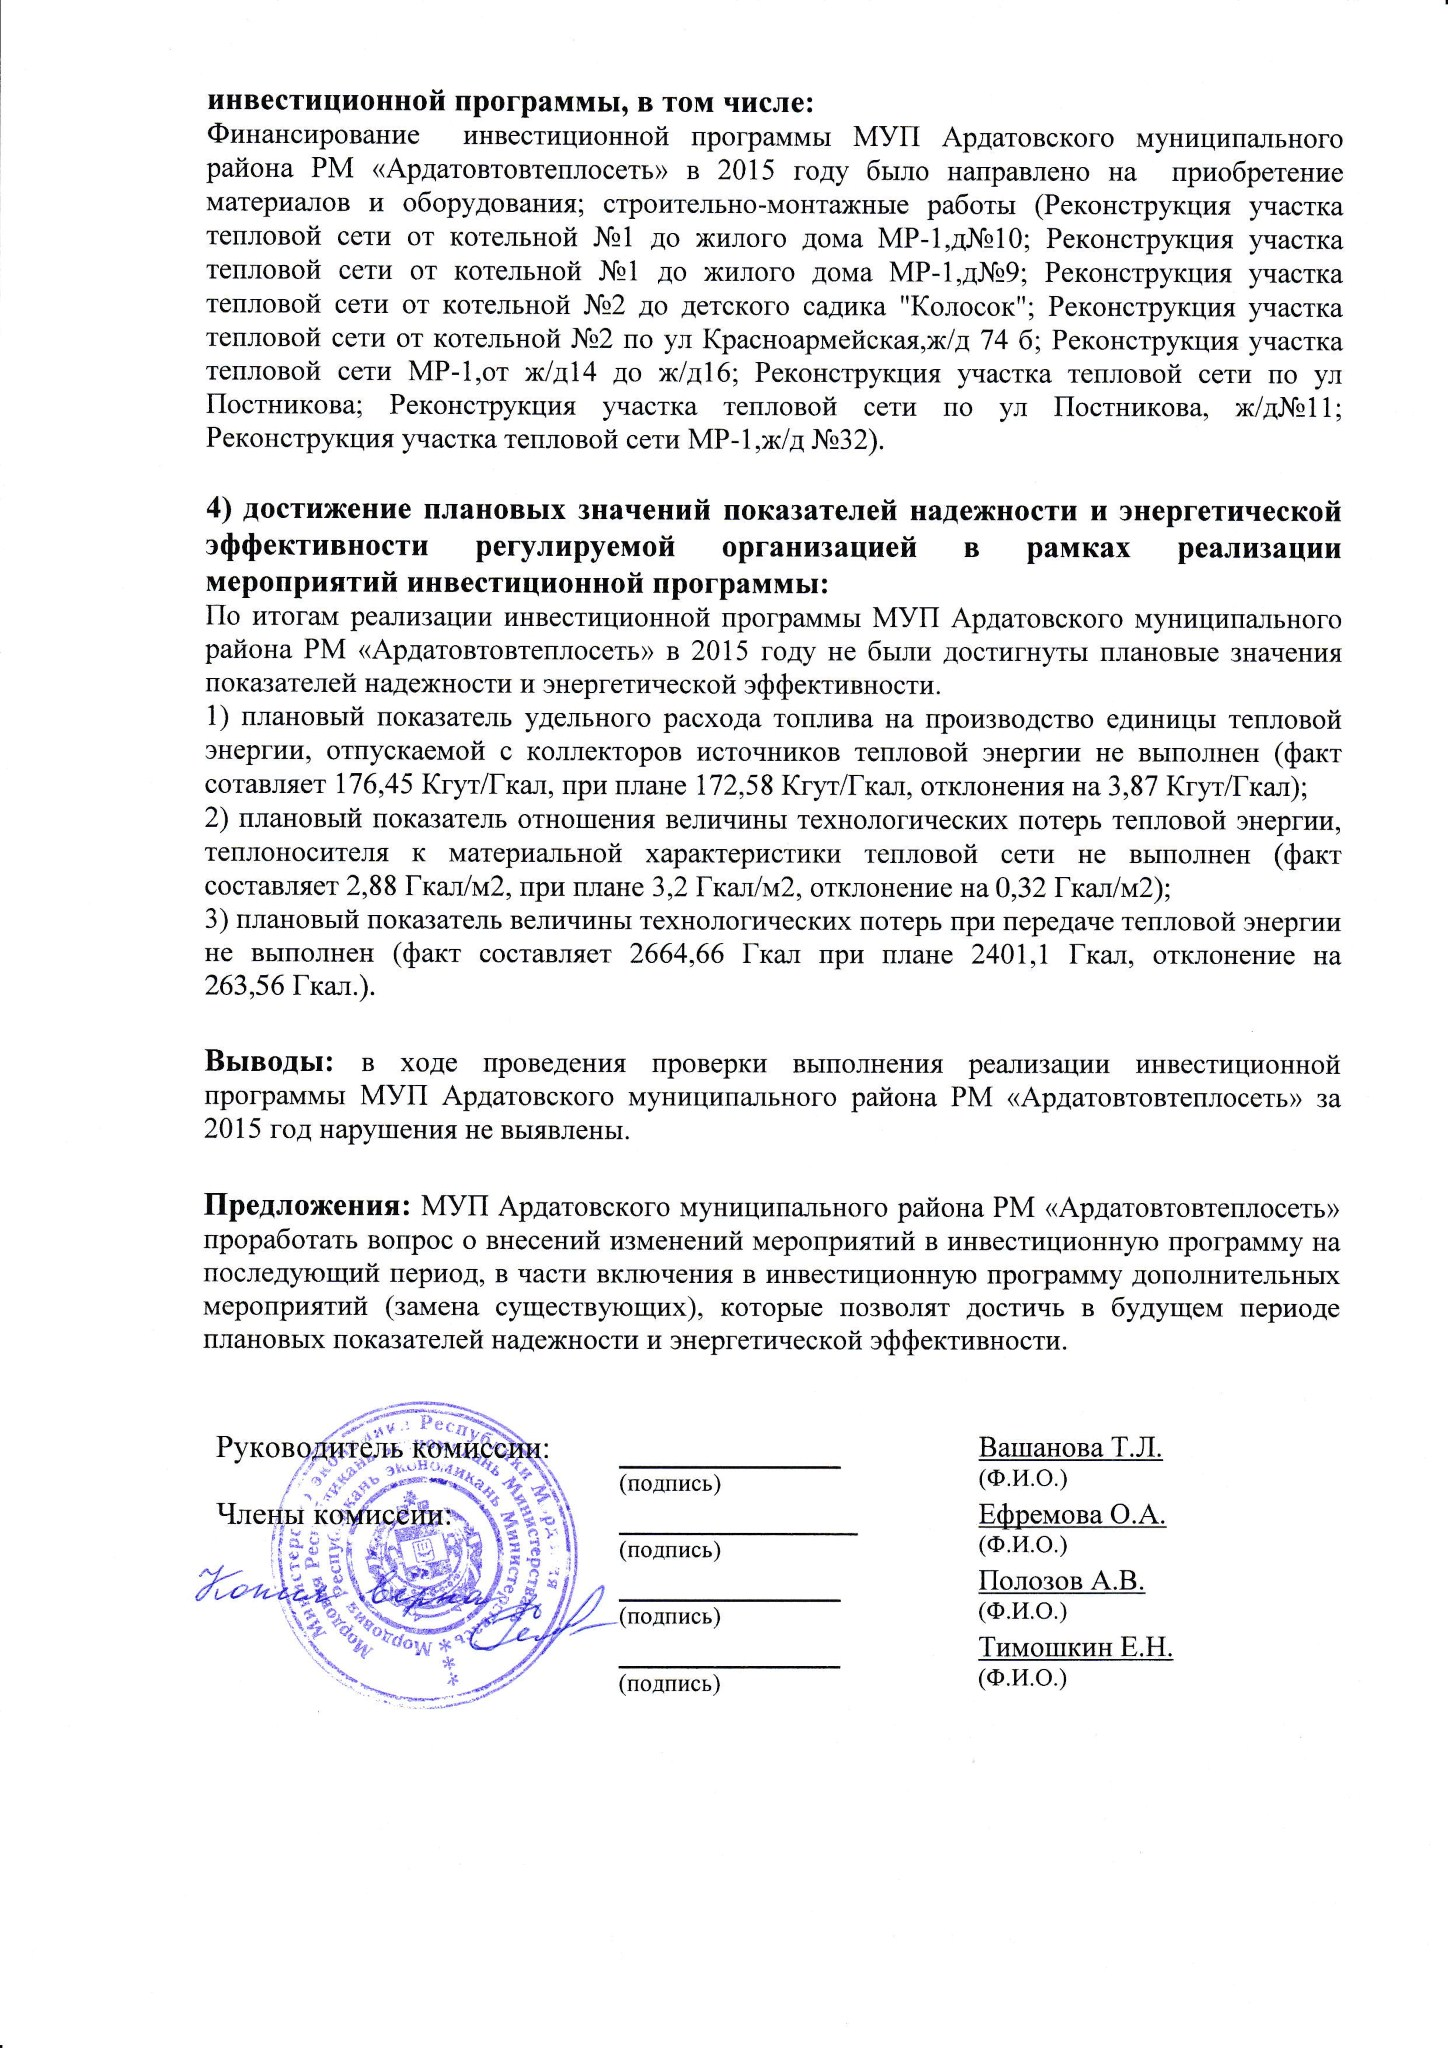 инвестиционной программы, в том числе:
Финансирование инвестиционной программы МУП Ардатовского муниципального
района РМ «Ардатовтовтеплосеть» в 2015 году было направлено на приобретение
материалов и оборудования; строительно-монтажные работы (Реконструкция участка
тепловой сети от котельной №1 до жилого дома МР-1,д№10; Реконструкция участка
тепловой сети от котельной №1 до жилого дома МР-1,д№9; Реконструкция участка
тепловой сети от котельной №2 до детского садика "Колосок"; Реконструкция участка
тепловой сети от котельной №2 по ул Красноармейская,ж/д 74 б; Реконструкция участка
тепловой сети МР-1,от ж/д14 до ж/д16; Реконструкция участка тепловой сети по ул
Постникова; Реконструкция участка тепловой сети по ул Постникова, ж/д№11;
Реконструкция участка тепловой сети МР-1,ж/д №32).
4) достижение плановых значений показателей надежности и энергетической
эффективности регулируемой организацией в рамках реализации
мероприятий инвестиционной программы:
По итогам реализации инвестиционной программы МУП Ардатовского муниципального
района РМ «Ардатовтовтеплосеть» в 2015 году не были достигнуты плановые значения
показателей надежности и энергетической эффективности.
1) плановый показатель удельного расхода топлива на производство единицы тепловой
энергии, отпускаемой с коллекторов источников тепловой энергии не выполнен (факт
сотавляет 176,45 Кгут/Гкал, при плане 172,58 Кгут/Гкал, отклонения на 3,87 Кгут/Гкал);
2) плановый показатель отношения величины технологических потерь тепловой энергии,
теплоносителя к материальной характеристики тепловой сети не выполнен (факт
составляет 2,88 Гкал/м2, при плане 3,2 Гкал/м2, отклонение на 0,32 Гкал/м2);
3) плановый показатель величины технологических потерь при передаче тепловой энергии
не выполнен (факт составляет 2664,66 Гкал при плане 2401,1 Гкал, отклонение на
263,56 Гкал.).
Выводы: в ходе проведения проверки выполнения реализации инвестиционной
программы МУП Ардатовского муниципального района РМ «Ардатовтовтеплосеть» за
2015 год нарушения не выявлены.
Предложения: МУП Ардатовского муниципального района РМ «Ардатовтовтеплосеть»
проработать вопрос о внесений изменений мероприятий в инвестиционную программу на
последующий период, в части включения в инвестиционную программу дополнительных
мероприятий (замена существующих), которые позволят достичь в будущем периоде
плановых показателей надежности и энергетической эффективности.
Руководитель комиссии: Вашанова Т.Л.
(подпись) (Ф.И.О.)
Члены комиссии: Ефремова О.А.
(подпись) (Ф.И.О.)
Полозов А.В.
(подпись) (Ф.И.О.)
Тимошкин Е.Н.
(подпись) (Ф.И.О.)
Копия верна